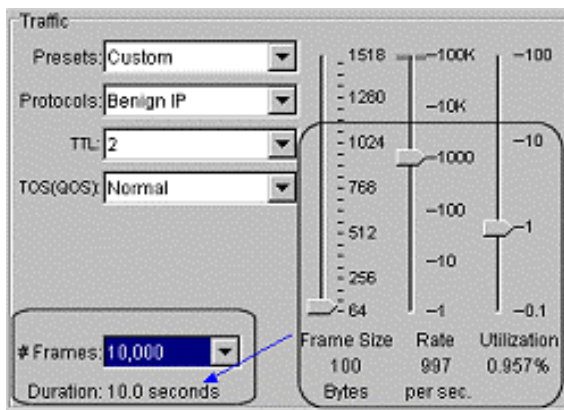 Traffic
Presets: Custom
Protocols: Benign IP
TTL: 2
TOS(QOS): Normal
# Frames: 10,000
Duration: 10.0 seconds
1518
1280
1024
768
512
256
64
Frame Size
100
Bytes
100K
10K
1000
100
10
1
Rate
997
per sec.
100
10
1
0.1
Utilization
0.957%